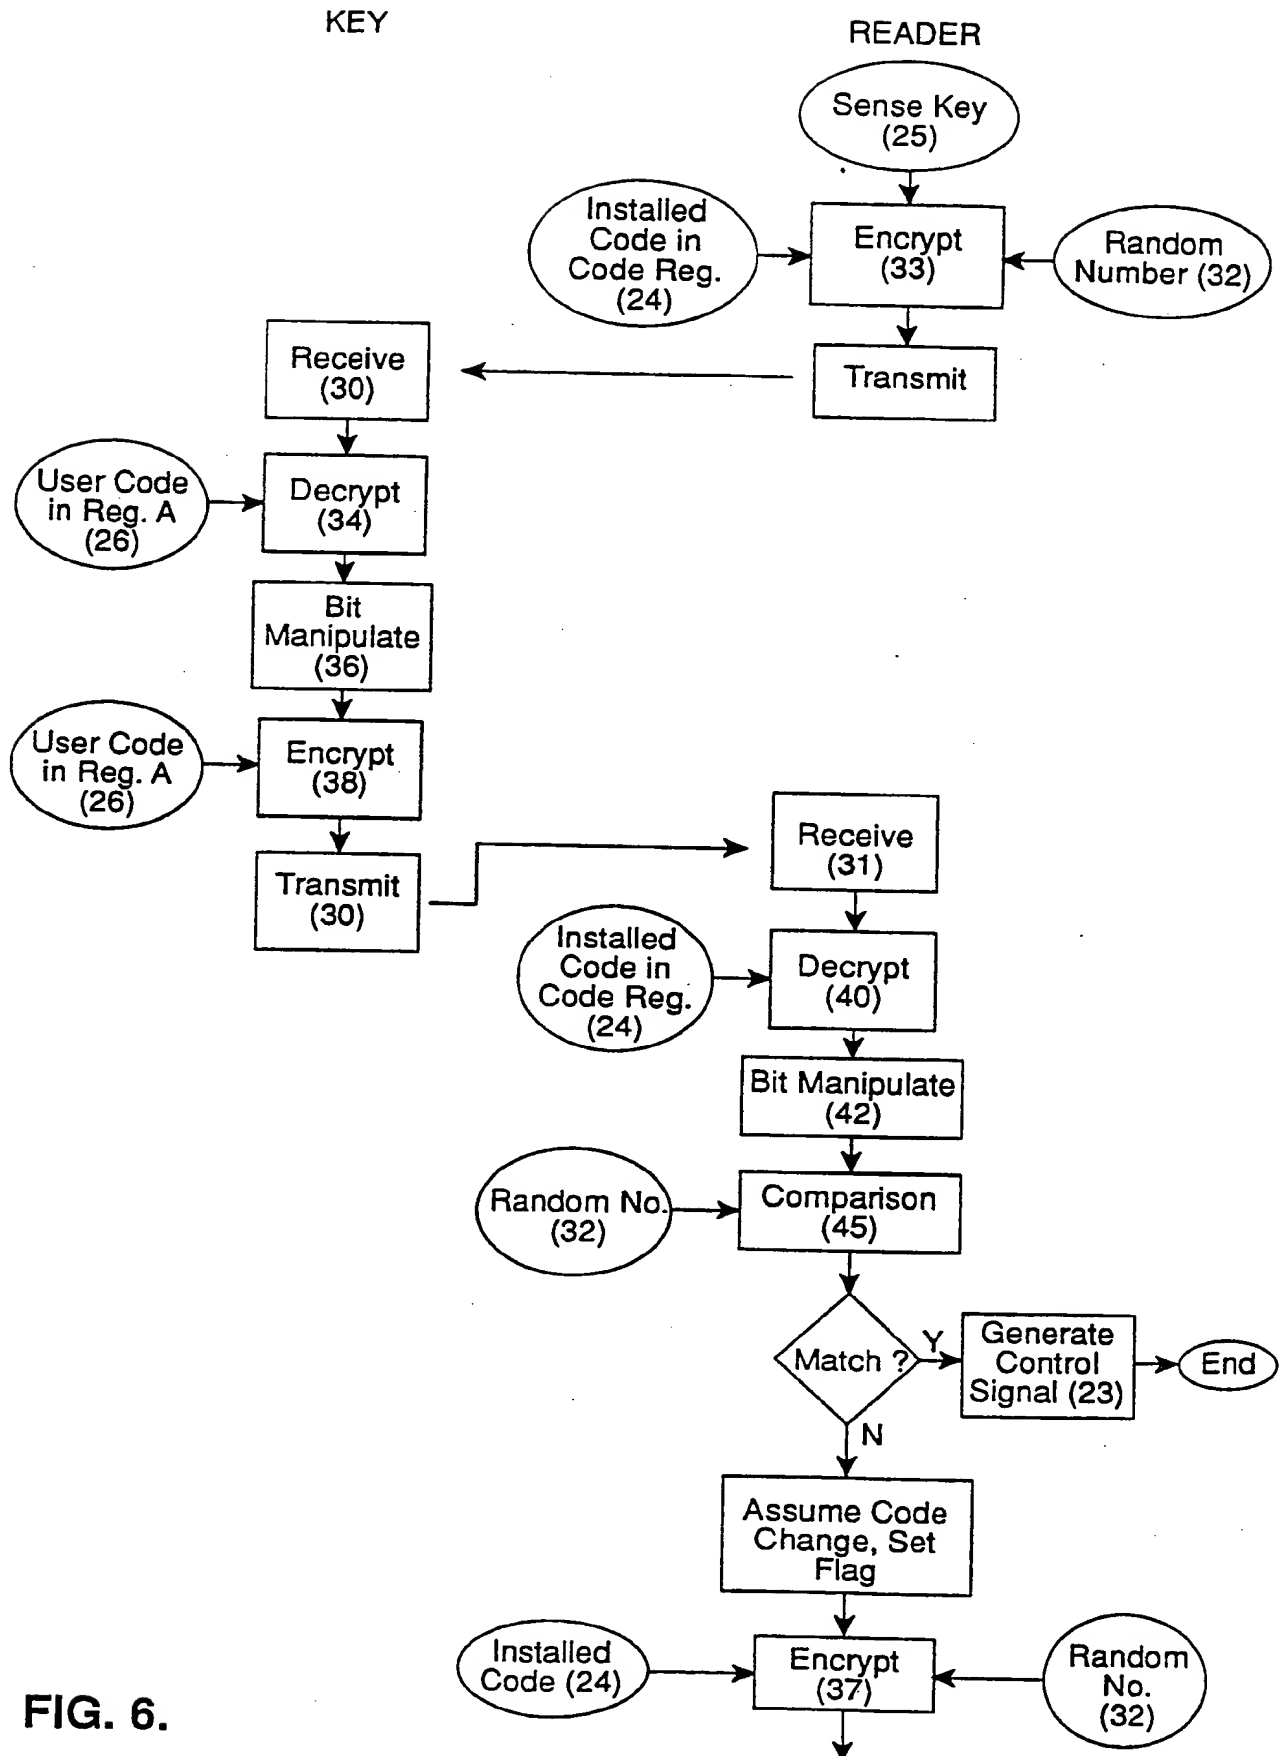 KEY
READER
Sense Key
(25)
Installed
Code in
Code Reg.
(24)
Encrypt
(33)
Random
Number (32)
Receive
(30)
Transmit
User Code
in Reg. A
(26)
Decrypt
(34)
Bit
Manipulate
(36)
User Code
in Reg. A
(26)
Encrypt
(38)
Transmit
(30)
Receive
(31)
Installed
Code in
Code Reg.
(24)
Decrypt
(40)
Bit Manipulate
(42)
Random No.
(32)
Comparison
(45)
Match ?
Y
Generate
Control
Signal (23)
End
N
Assume Code
Change, Set
Flag
Installed
Code (24)
Encrypt
(37)
Random
No.
(32)
FIG. 6.